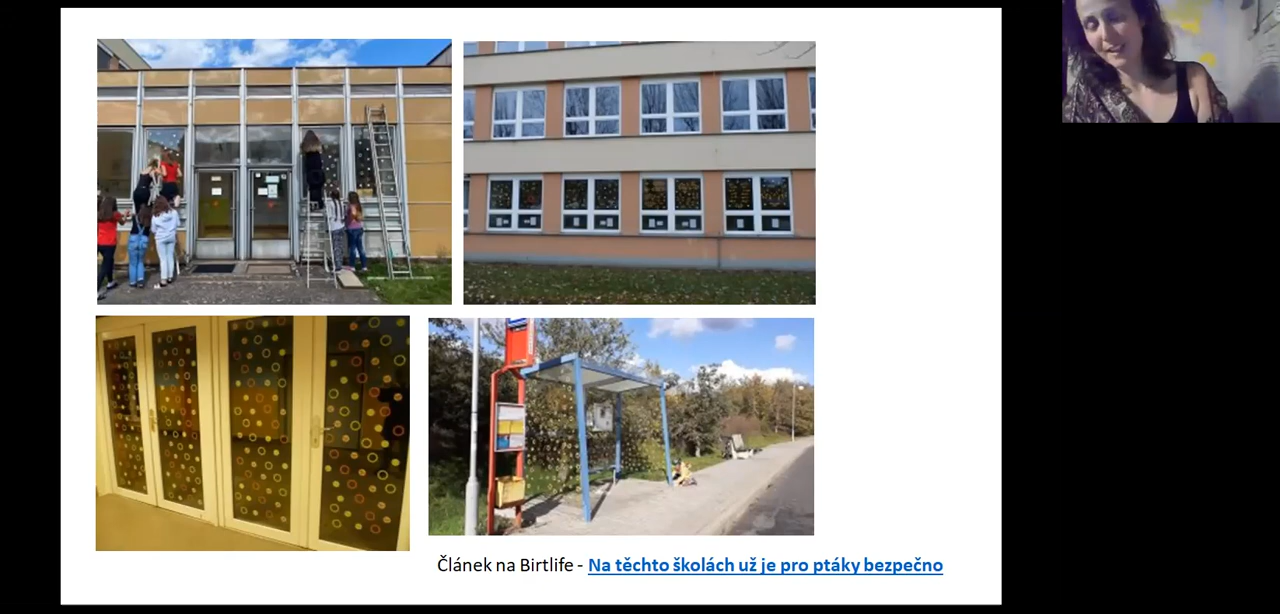 Článek na Birtlife - Na těchto školách už je pro ptáky bezpečno